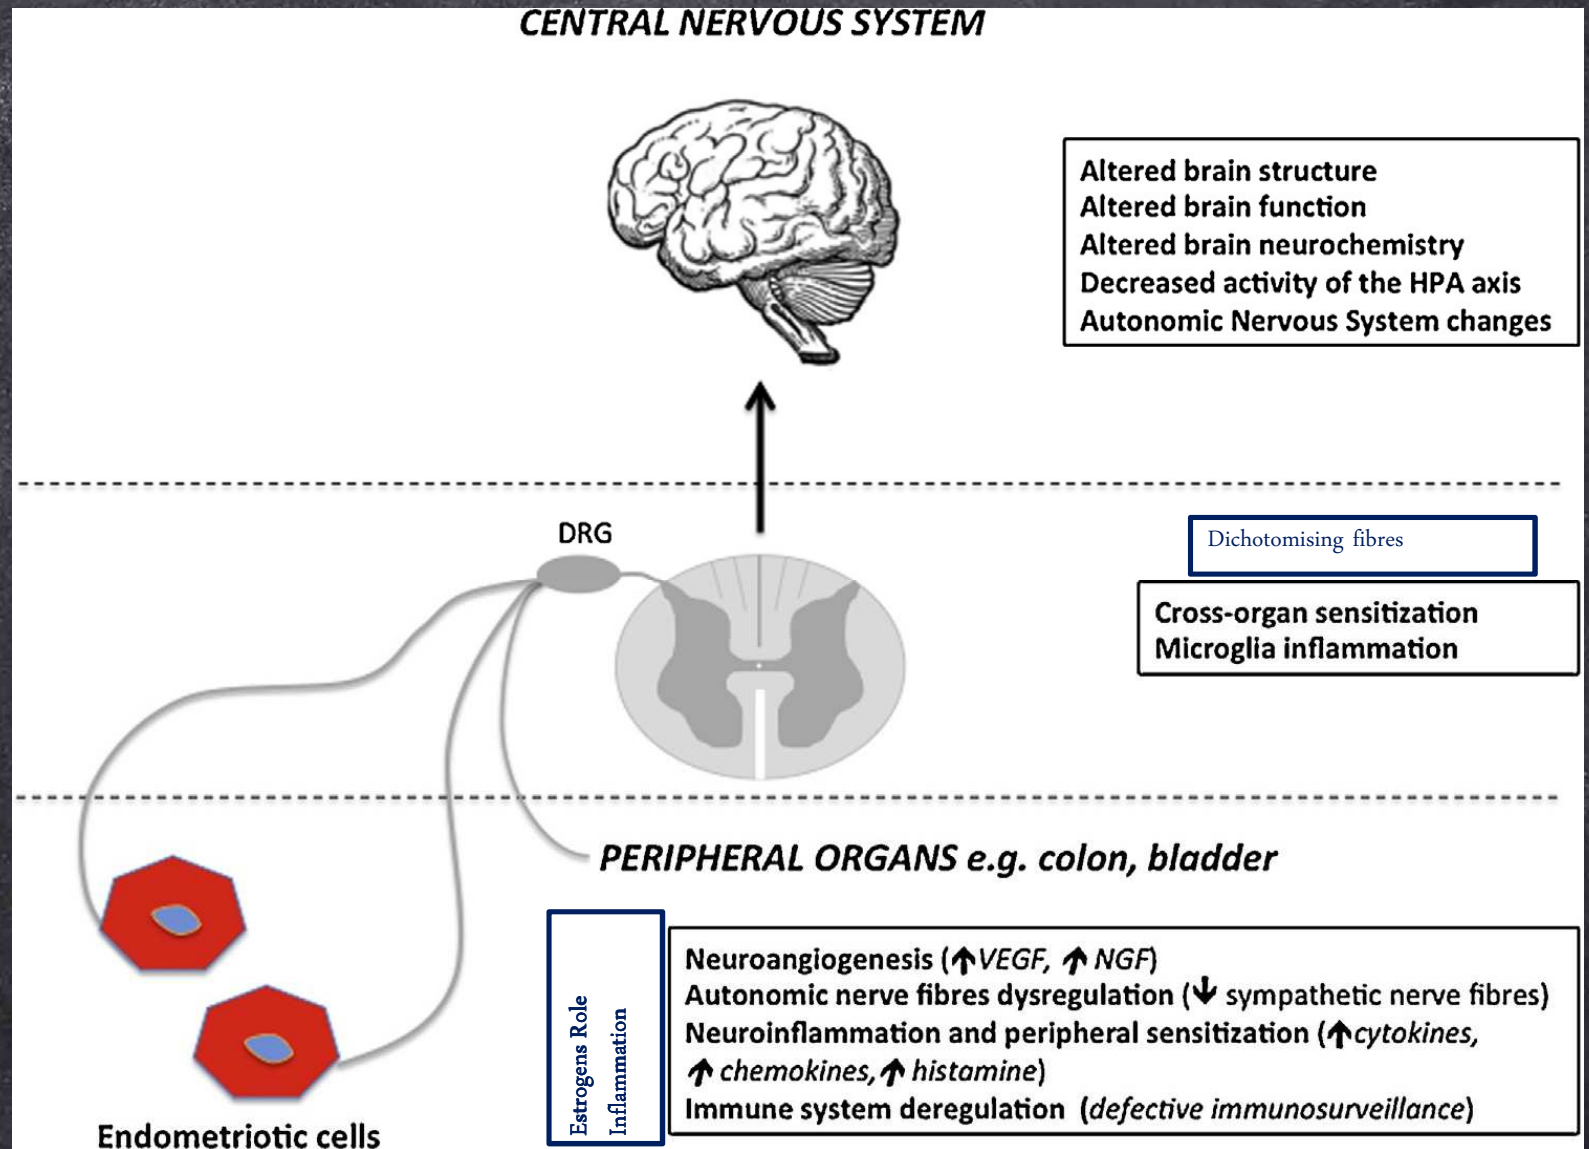 CENTRAL NERVOUS SYSTEM
Altered brain structure
Altered brain function
Altered brain neurochemistry
Decreased activity of the HPA axis
Autonomic Nervous System changes
DRG
Dichotomising fibres
Cross-organ sensitization
Microglia inflammation
PERIPHERAL ORGANS e.g. colon, bladder
Estrogens Role
Inflammation
Neuroangiogenesis (↑VEGF, ↑ NGF)
Autonomic nerve fibres dysregulation (↓ sympathetic nerve fibres)
Neuroinflammation and peripheral sensitization (↑cytokines,
↑ chemokines, ↑ histamine)
Immune system deregulation (defective immunosurveillance)
Endometriotic cells